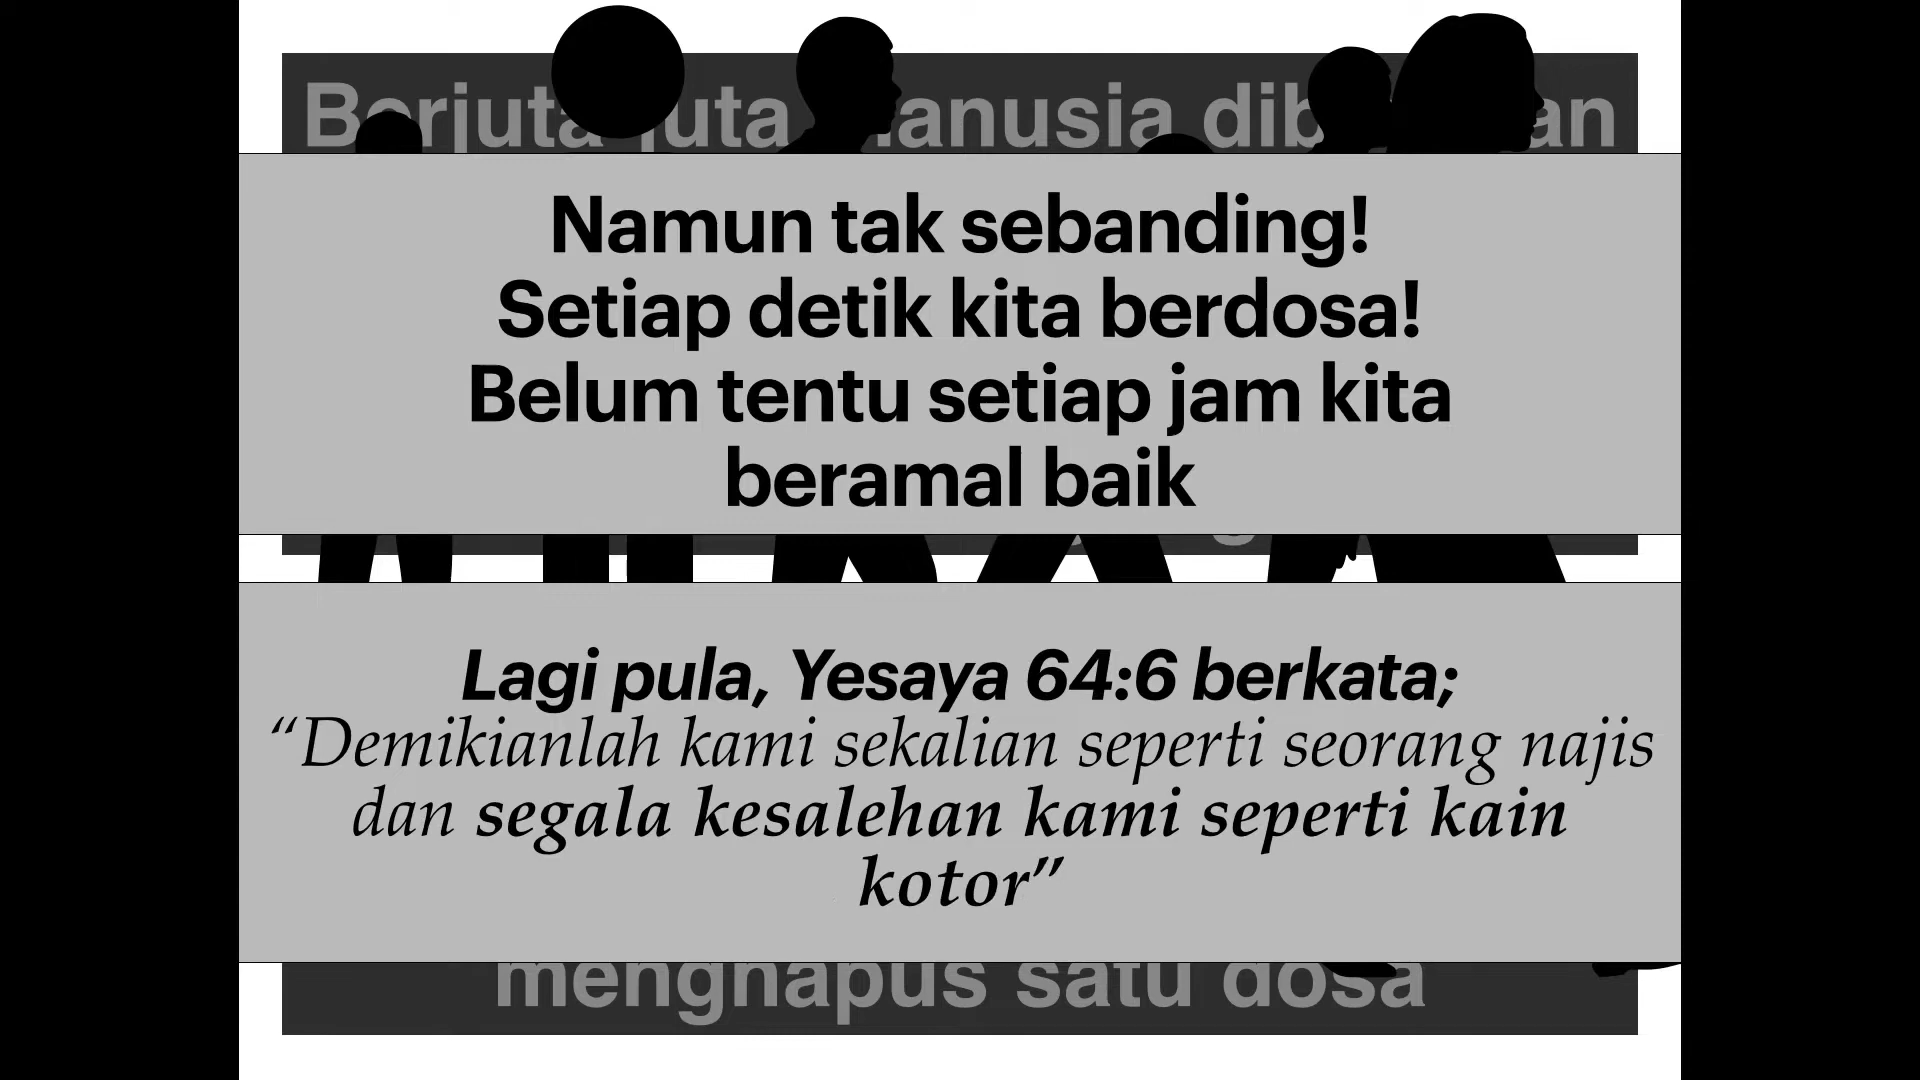 Namun tak sebanding!
Setiap detik kita berdosa!
Belum tentu setiap jam kita
beramal baik
Lagi pula, Yesaya 64:6 berkata;
“Demikianlah kami sekalian seperti seorang najis
dan segala kesalehan kami seperti kain
kotor”
menghapus satu dosa